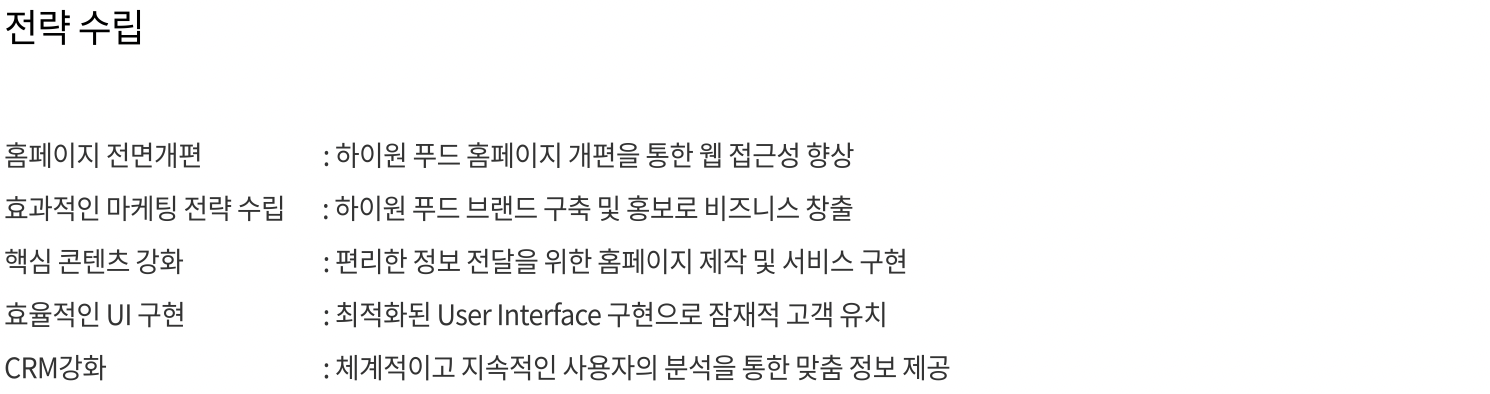 전략 수립
홈페이지 전면개편 : 하이원 푸드 홈페이지 개편을 통한 웹 접근성 향상
효과적인 마케팅 전략 수립 : 하이원 푸드 브랜드 구축 및 홍보로 비즈니스 창출
핵심 콘텐츠 강화 : 편리한 정보 전달을 위한 홈페이지 제작 및 서비스 구현
효율적인 UI 구현 : 최적화된 User Interface 구현으로 잠재적 고객 유치
CRM강화 : 체계적이고 지속적인 사용자의 분석을 통한 맞춤 정보 제공